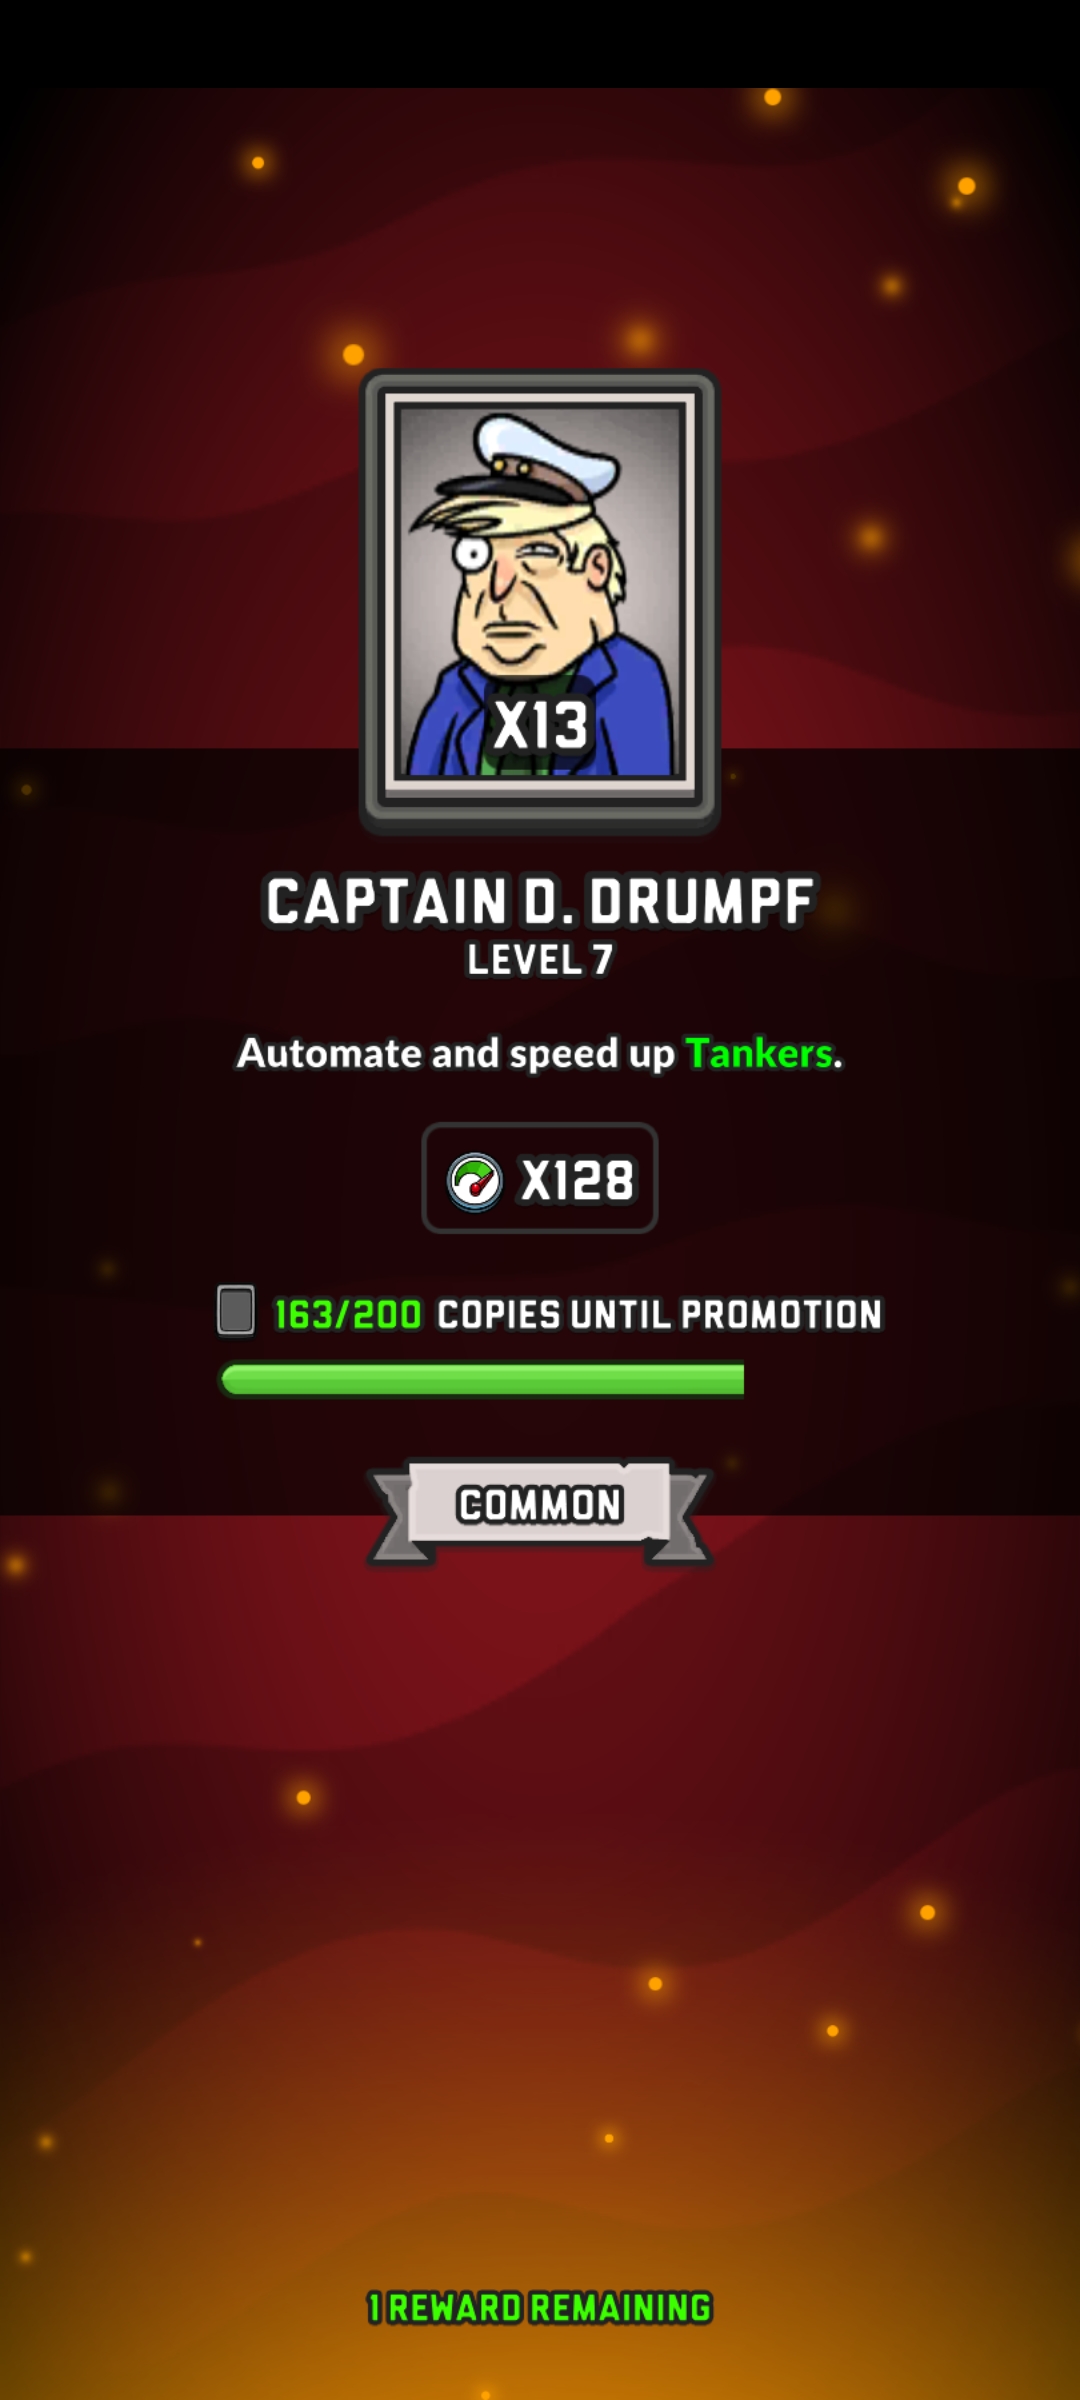 X13
CAPTAIN D. DRUMPF
LEVEL 7
Automate and speed up Tankers.
X128
163/200 COPIES UNTIL PROMOTION
COMMON
1 REWARD REMAINING